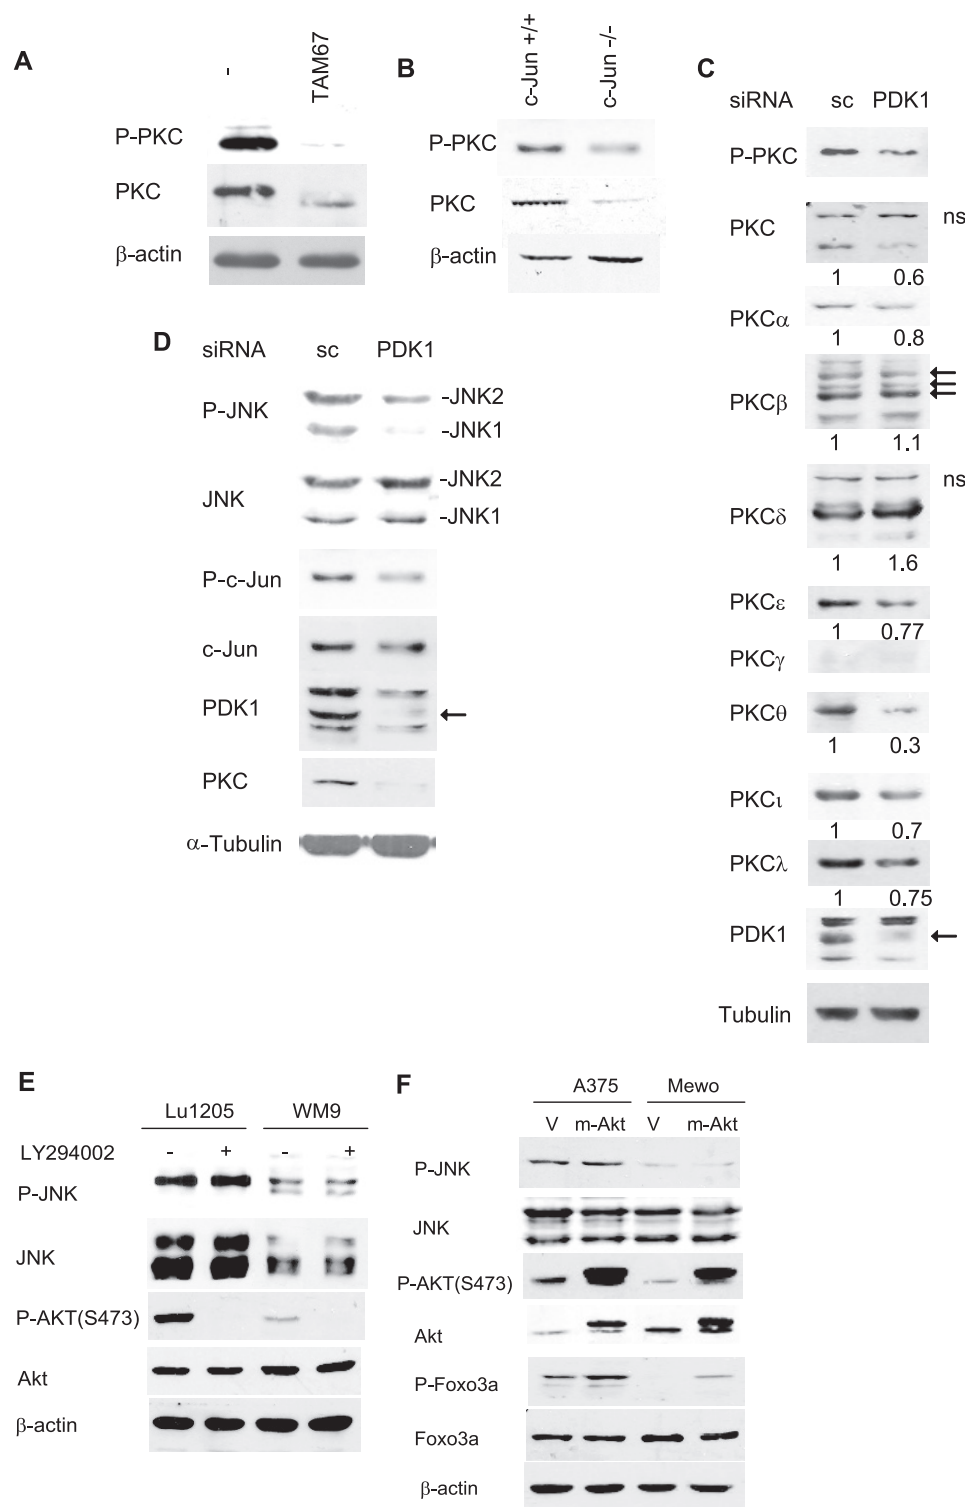 A
-
TAM67
P-PKC
PKC
β-actin
B
c-Jun +/+
c-Jun -/-
P-PKC
PKC
β-actin
C
siRNA sc PDK1
P-PKC
PKC ns
1 0.6
PKCα
1 0.8
PKCβ
1 1.1
PKCδ ns
1 1.6
PKCε
1 0.77
PKCγ
PKCθ
1 0.3
PKCι
1 0.7
PKCλ
1 0.75
PDK1
Tubulin
D
siRNA sc PDK1
P-JNK
-JNK2
-JNK1
JNK
-JNK2
-JNK1
P-c-Jun
c-Jun
PDK1
PKC
α-Tubulin
E
Lu1205 WM9
LY294002 - + - +
P-JNK
JNK
P-AKT(S473)
Akt
β-actin
F
A375 Mewo
V m-Akt V m-Akt
P-JNK
JNK
P-AKT(S473)
Akt
P-Foxo3a
Foxo3a
β-actin